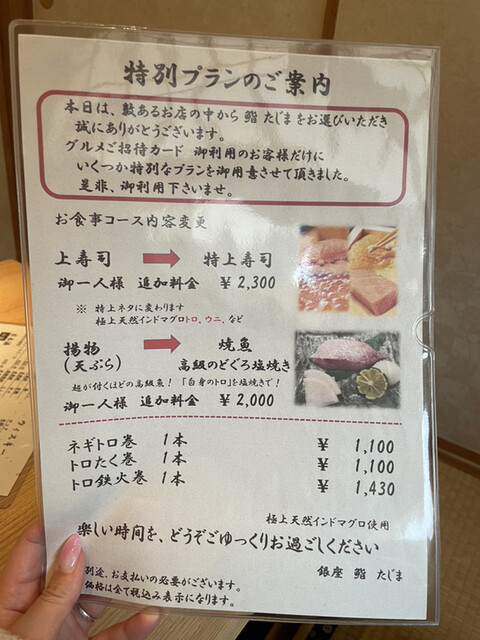 特別プランのご案内
本日は、数あるお店の中から 鮨 たじまをお選びいただき
誠にありがとうございます。
グルメご招待カード 御利用のお客様だけに
いくつか特別なプランを御用意させて頂きました。
是非、御利用下さいませ。
お食事コース内容変更
上寿司 → 特上寿司
御一人様 追加料金 ¥ 2,300
※ 特上ネタに変わります
極上天然インドマグロトロ、ウニ、など
揚物 → 焼魚
(天ぷら) 高級のどぐろ塩焼き
超が付くほどの高級魚！「白身のトロ」を塩焼きで！
御一人様 追加料金 ¥ 2,000
ネギトロ巻 1本 ¥ 1,100
トロたく巻 1本 ¥ 1,100
トロ鉄火巻 1本 ¥ 1,430
極上天然インドマグロ使用
楽しい時間を、どうぞごゆっくりお過ごしください
銀座 鮨 たじま
別途、お支払いの必要がございます。
価格は全て税込み表示になります。